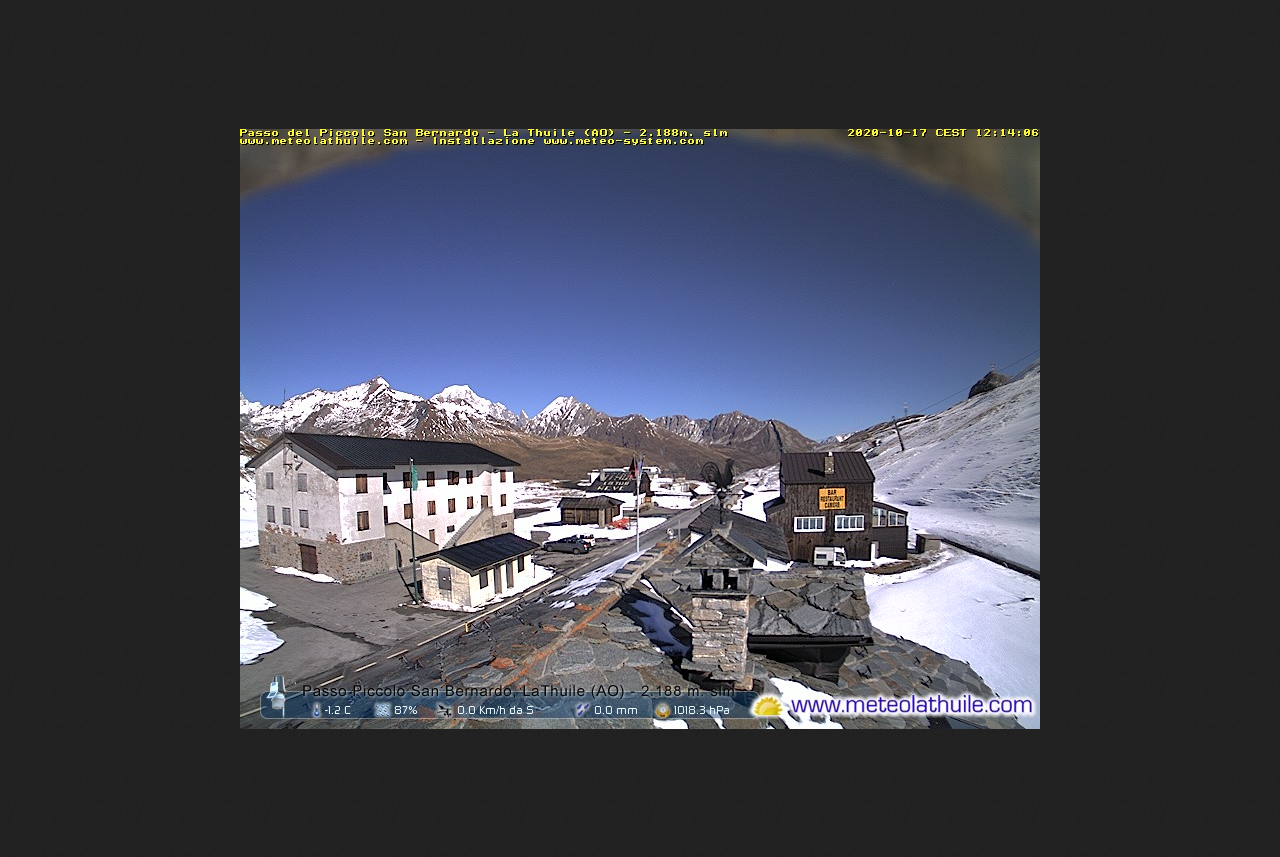 Passo del Piccolo San Bernardo - La Thuile (AO) - 2.188m. slm
2020-10-17 CEST 12:14:06
www.meteolathuile.com - Installazione www.meteo-system.com
BAR
RESTAURANT
Passo Piccolo San Bernardo, LaThuile (AO) - 2.188 m. slm
-1.2 C 87% 0.0 Km/h da S 0.0 mm 1018.3 hPa
www.meteolathuile.com